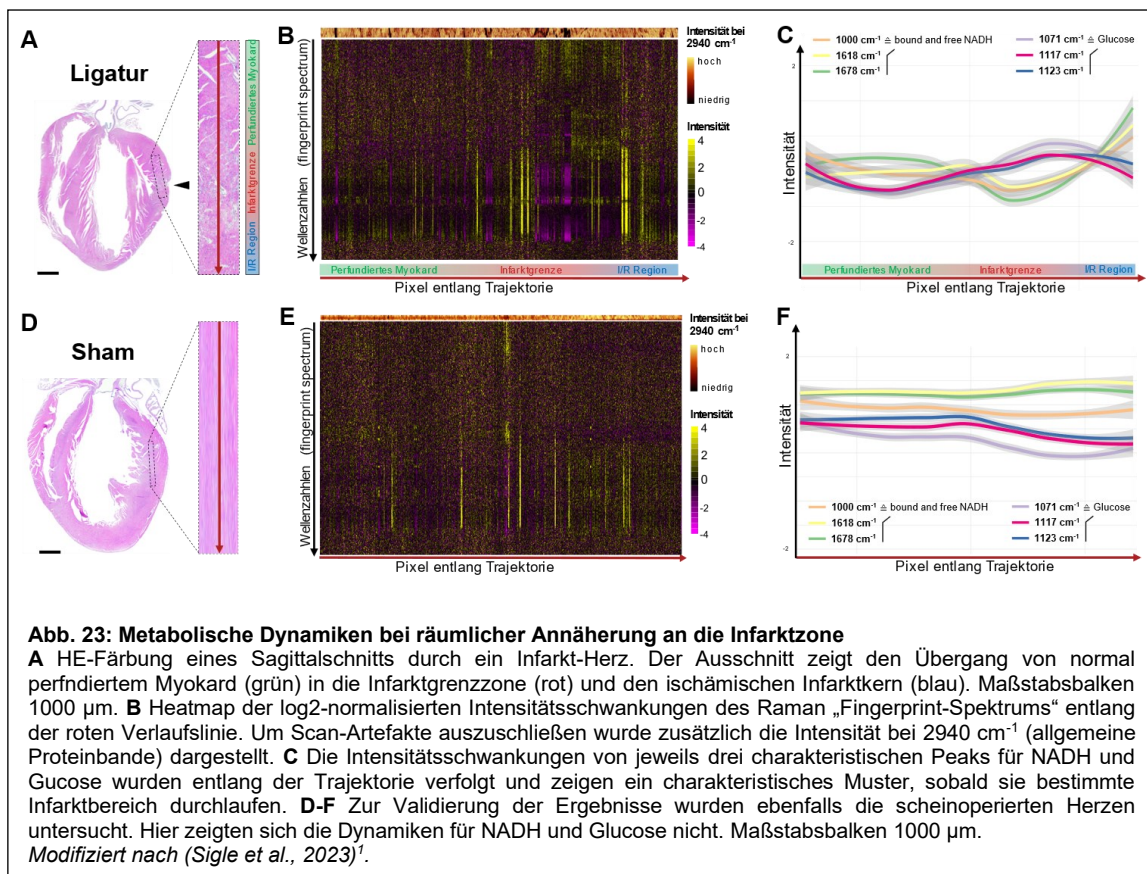 A
Ligatur
Perfundiertes Myokard
Infarktgrenze
I/R Region
B
Wellenzahlen (fingerprint spectrum)
Intensität bei
2940 cm⁻¹
hoch
niedrig
Intensität
4
2
0
-2
-4
Perfundiertes Myokard Infarktgrenze I/R Region
Pixel entlang Trajektorie
C
1000 cm⁻¹ ≙ bound and free NADH
1618 cm⁻¹
1678 cm⁻¹
1071 cm⁻¹ ≙ Glucose
1117 cm⁻¹
1123 cm⁻¹
Intensität
2
-2
Perfundiertes Myokard Infarktgrenze I/R Region
Pixel entlang Trajektorie
D
Sham
E
Wellenzahlen (fingerprint spectrum)
Intensität bei
2940 cm⁻¹
hoch
niedrig
Intensität
4
2
0
-2
-4
Pixel entlang Trajektorie
F
Intensität
2
-2
1000 cm⁻¹ ≙ bound and free NADH
1618 cm⁻¹
1678 cm⁻¹
1071 cm⁻¹ ≙ Glucose
1117 cm⁻¹
1123 cm⁻¹
Pixel entlang Trajektorie
Abb. 23: Metabolische Dynamiken bei räumlicher Annäherung an die Infarktzone
A HE-Färbung eines Sagittalschnitts durch ein Infarkt-Herz. Der Ausschnitt zeigt den Übergang von normal
perfndiertem Myokard (grün) in die Infarktgrenzzone (rot) und den ischämischen Infarktkern (blau). Maßstabsbalken
1000 µm. B Heatmap der log2-normalisierten Intensitätsschwankungen des Raman „Fingerprint-Spektrums“ entlang
der roten Verlaufslinie. Um Scan-Artefakte auszuschließen wurde zusätzlich die Intensität bei 2940 cm⁻¹ (allgemeine
Proteinbande) dargestellt. C Die Intensitätsschwankungen von jeweils drei charakteristischen Peaks für NADH und
Gucose wurden entlang der Trajektorie verfolgt und zeigen ein charakteristisches Muster, sobald sie bestimmte
Infarktbereich durchlaufen. D-F Zur Validierung der Ergebnisse wurden ebenfalls die scheinoperierten Herzen
untersucht. Hier zeigten sich die Dynamiken für NADH und Glucose nicht. Maßstabsbalken 1000 µm.
Modifiziert nach (Sigle et al., 2023)¹.